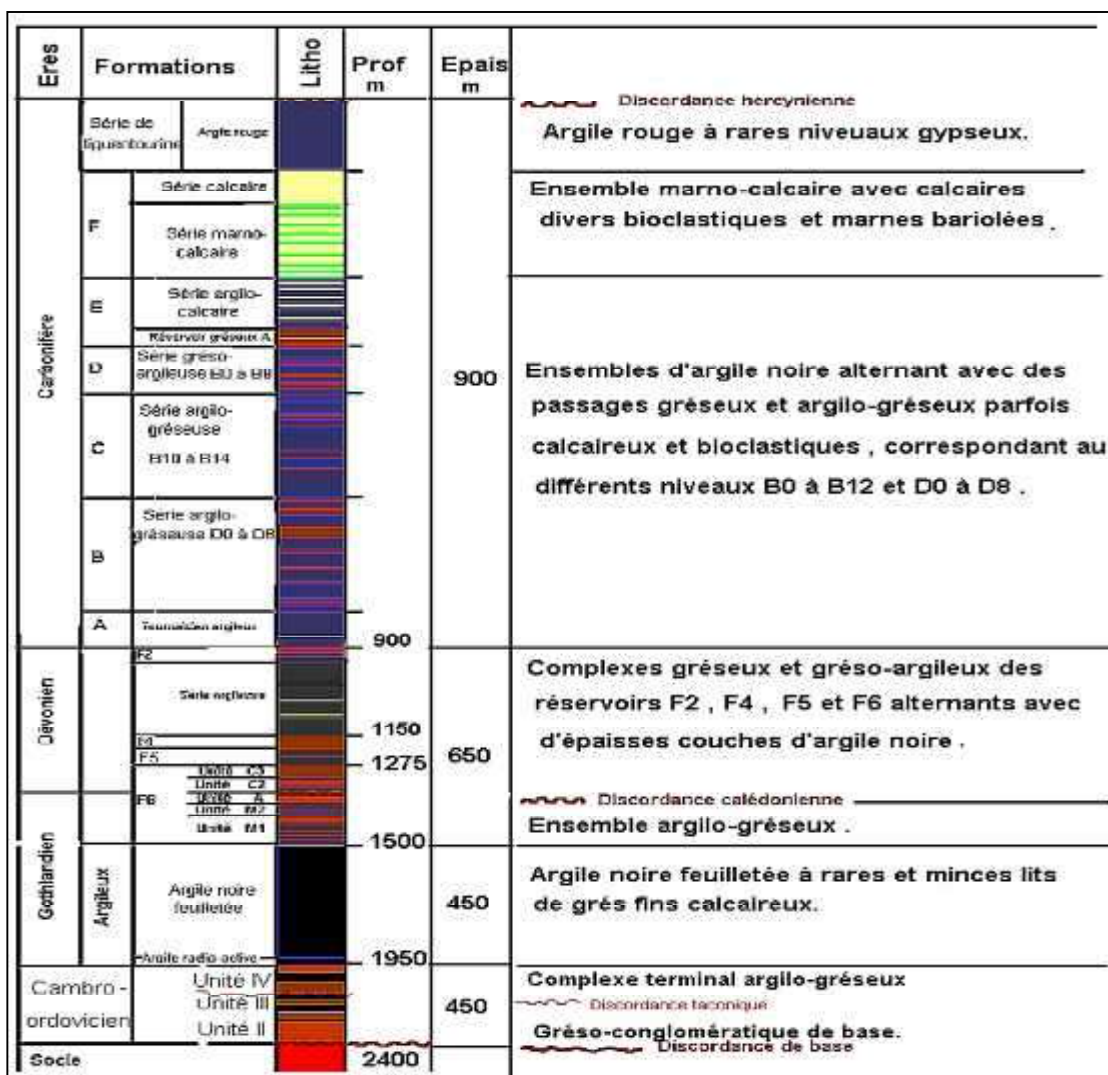 Eres
Formations
Litho
Prof
m
Epais
m
Discordance hercynienne
Série de
Argile rouge
Argile rouge à rares niveuaux gypseux.
Carbonifère
F
Série calcaire
Série marno-
calcaire
Ensemble marno-calcaire avec calcaires
divers bioclastiques et marnes bariolées .
E
Série argilo-
calcaire
Réservoir gréseux A
D
Série gréso-
argileuse B0 à B8
C
Série argilo-
gréseuse
B10 à B14
B
Série argilo-
gréseuse D0 à D8
A
Tournaisien argileux
900
900
Ensembles d'argile noire alternant avec des
passages gréseux et argilo-gréseux parfois
calcaireux et bioclastiques , correspondant au
différents niveaux B0 à B12 et D0 à D8 .
Dévonien
F2
Série argileuse
1150
F4
F5
1275
650
Complexes gréseux et gréso-argileux des
réservoirs F2 , F4 , F5 et F6 alternants avec
d'épaisses couches d'argile noire .
F6
Unité C3
Unité C2
Unité A
Unité M2
Unité M1
1500
Discordance calédonienne
Ensemble argilo-gréseux .
Gothlandien
Argileux
Argile noire
feuilletée
Argile radio-active
1950
450
Argile noire feuilletée à rares et minces lits
de grés fins calcaireux.
Cambro -
ordovicien
Unité IV
Unité III
Unité II
450
Complexe terminal argilo-gréseux
Discordance taconique
Gréso-conglomératique de base.
Discordance de base
Socle
2400